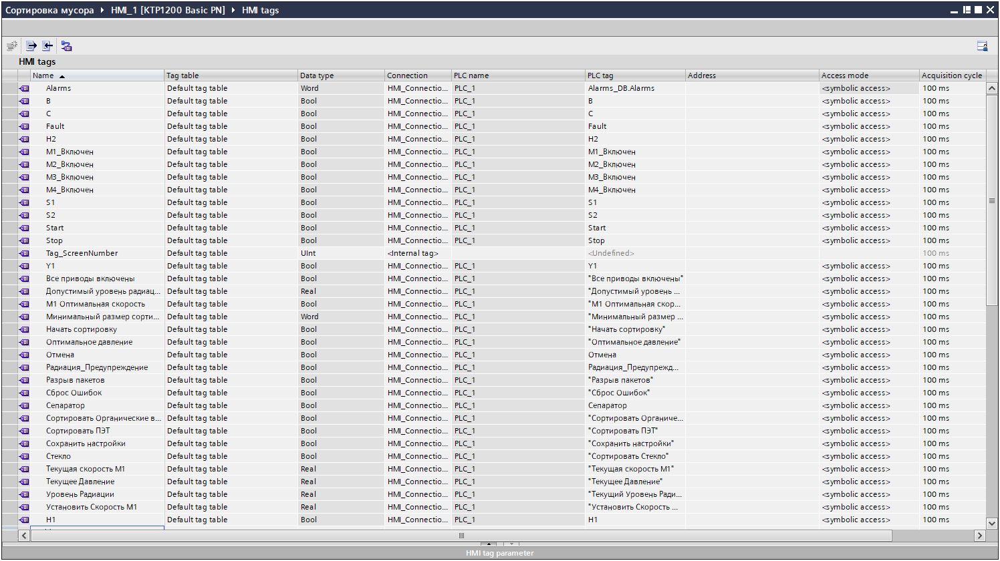 Сортировка мусора ▸ HMI_1 [KTP1200 Basic PN] ▸ HMI tags
HMI tags
Name Tag table Data type Connection PLC name PLC tag Address Access mode Acquisition cycle
Alarms Default tag table Word HMI_Connectio... PLC_1 Alarms_DB.Alarms <symbolic access> 100 ms
B Default tag table Bool HMI_Connectio... PLC_1 B <symbolic access> 100 ms
C Default tag table Bool HMI_Connectio... PLC_1 C <symbolic access> 100 ms
Fault Default tag table Bool HMI_Connectio... PLC_1 Fault <symbolic access> 100 ms
H2 Default tag table Bool HMI_Connectio... PLC_1 H2 <symbolic access> 100 ms
М1_Включен Default tag table Bool HMI_Connectio... PLC_1 М1_Включен <symbolic access> 100 ms
М2_Включен Default tag table Bool HMI_Connectio... PLC_1 М2_Включен <symbolic access> 100 ms
М3_Включен Default tag table Bool HMI_Connectio... PLC_1 М3_Включен <symbolic access> 100 ms
М4_Включен Default tag table Bool HMI_Connectio... PLC_1 М4_Включен <symbolic access> 100 ms
S1 Default tag table Bool HMI_Connectio... PLC_1 S1 <symbolic access> 100 ms
S2 Default tag table Bool HMI_Connectio... PLC_1 S2 <symbolic access> 100 ms
Start Default tag table Bool HMI_Connectio... PLC_1 Start <symbolic access> 100 ms
Stop Default tag table Bool HMI_Connectio... PLC_1 Stop <symbolic access> 100 ms
Tag_ScreenNumber Default tag table UInt <Internal tag> <Undefined> 100 ms
Y1 Default tag table Bool HMI_Connectio... PLC_1 Y1 <symbolic access> 100 ms
Все приводы включены Default tag table Bool HMI_Connectio... PLC_1 "Все приводы включены" <symbolic access> 100 ms
Допустимый уровень радиац... Default tag table Real HMI_Connectio... PLC_1 "Допустимый уровень ... <symbolic access> 100 ms
М1 Оптимальная скорость Default tag table Bool HMI_Connectio... PLC_1 "М1 Оптимальная скор... <symbolic access> 100 ms
Минимальный размер сорти... Default tag table Word HMI_Connectio... PLC_1 "Минимальный размер ... <symbolic access> 100 ms
Начать сортировку Default tag table Bool HMI_Connectio... PLC_1 "Начать сортировку" <symbolic access> 100 ms
Оптимальное давление Default tag table Bool HMI_Connectio... PLC_1 "Оптимальное давление" <symbolic access> 100 ms
Отмена Default tag table Bool HMI_Connectio... PLC_1 Отмена <symbolic access> 100 ms
Радиация_Предупреждение Default tag table Bool HMI_Connectio... PLC_1 Радиация_Предупрежд... <symbolic access> 100 ms
Разрыв пакетов Default tag table Bool HMI_Connectio... PLC_1 "Разрыв пакетов" <symbolic access> 100 ms
Сброс Ошибок Default tag table Bool HMI_Connectio... PLC_1 "Сброс Ошибок" <symbolic access> 100 ms
Сепаратор Default tag table Bool HMI_Connectio... PLC_1 Сепаратор <symbolic access> 100 ms
Сортировать Органические в... Default tag table Bool HMI_Connectio... PLC_1 "Сортировать Органиче... <symbolic access> 100 ms
Сортировать ПЭТ Default tag table Bool HMI_Connectio... PLC_1 "Сортировать ПЭТ" <symbolic access> 100 ms
Сохранить настройки Default tag table Bool HMI_Connectio... PLC_1 "Сохранить настройки" <symbolic access> 100 ms
Стекло Default tag table Bool HMI_Connectio... PLC_1 "Сортировать Стекло" <symbolic access> 100 ms
Текущая скорость М1 Default tag table Real HMI_Connectio... PLC_1 "Текущая скорость М1" <symbolic access> 100 ms
Текущее Давление Default tag table Real HMI_Connectio... PLC_1 "Текущее Давление" <symbolic access> 100 ms
Уровень Радиации Default tag table Real HMI_Connectio... PLC_1 "Текущий Уровень Ради... <symbolic access> 100 ms
Установить Скорость М1 Default tag table Real HMI_Connectio... PLC_1 "Установить Скорость ... <symbolic access> 100 ms
Н1 Default tag table Bool HMI_Connectio... PLC_1 Н1 <symbolic access> 100 ms
HMI tag parameter